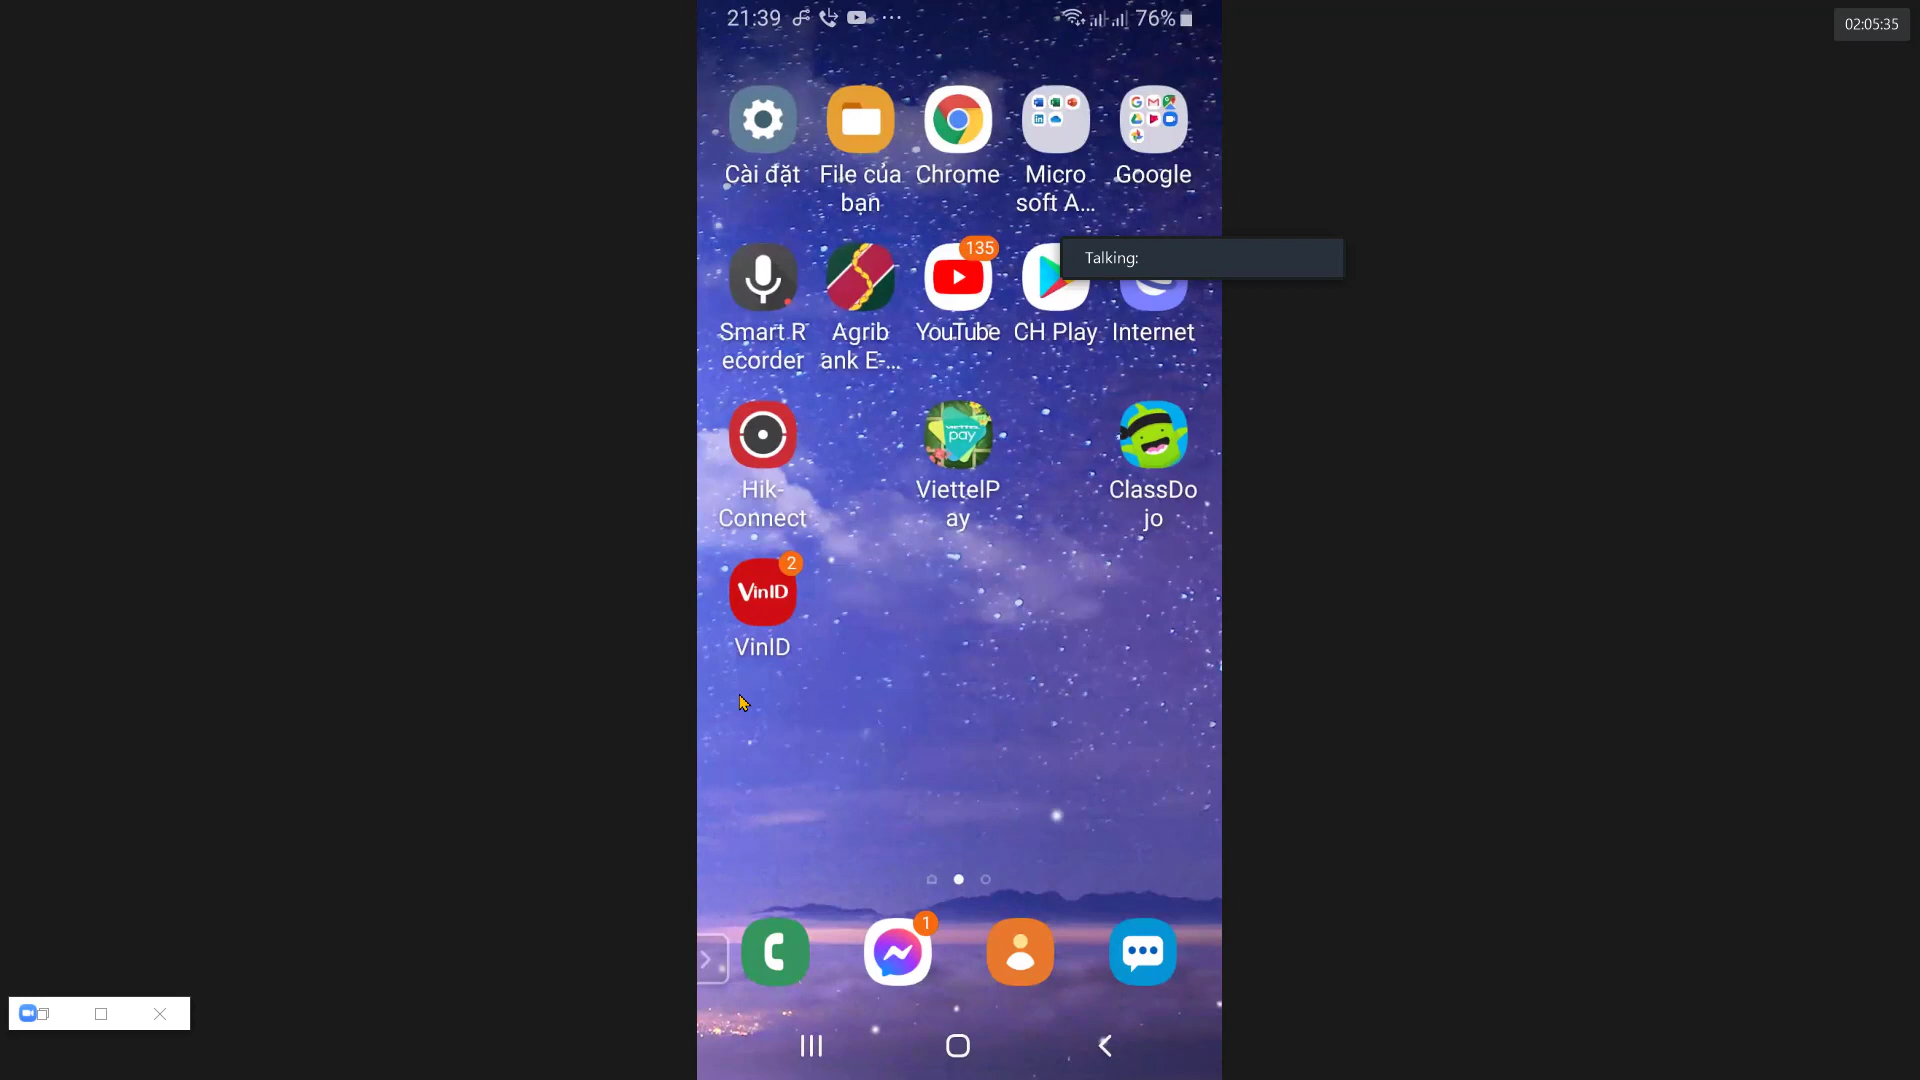 21:39
76%
02:05:35
Cài đặt
File của
bạn
Chrome
Micro
soft A...
Google
135
Talking:
Smart R
ecorder
Agrib
ank E-...
YouTube
CH Play
Internet
VIETTEL
pay
Hik-
Connect
ViettelP
ay
ClassDo
jo
2
VinID
VinID
1